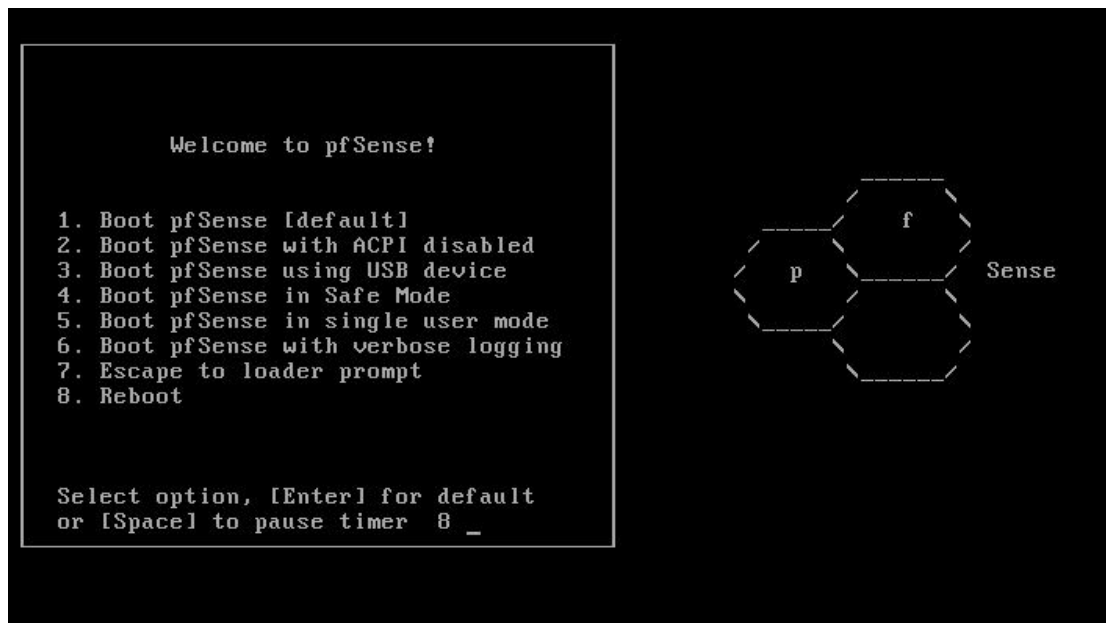 Welcome to pfSense!
1. Boot pfSense [default]
2. Boot pfSense with ACPI disabled
3. Boot pfSense using USB device
4. Boot pfSense in Safe Mode
5. Boot pfSense in single user mode
6. Boot pfSense with verbose logging
7. Escape to loader prompt
8. Reboot
Select option, [Enter] for default
or [Space] to pause timer 8 _
f
p
Sense